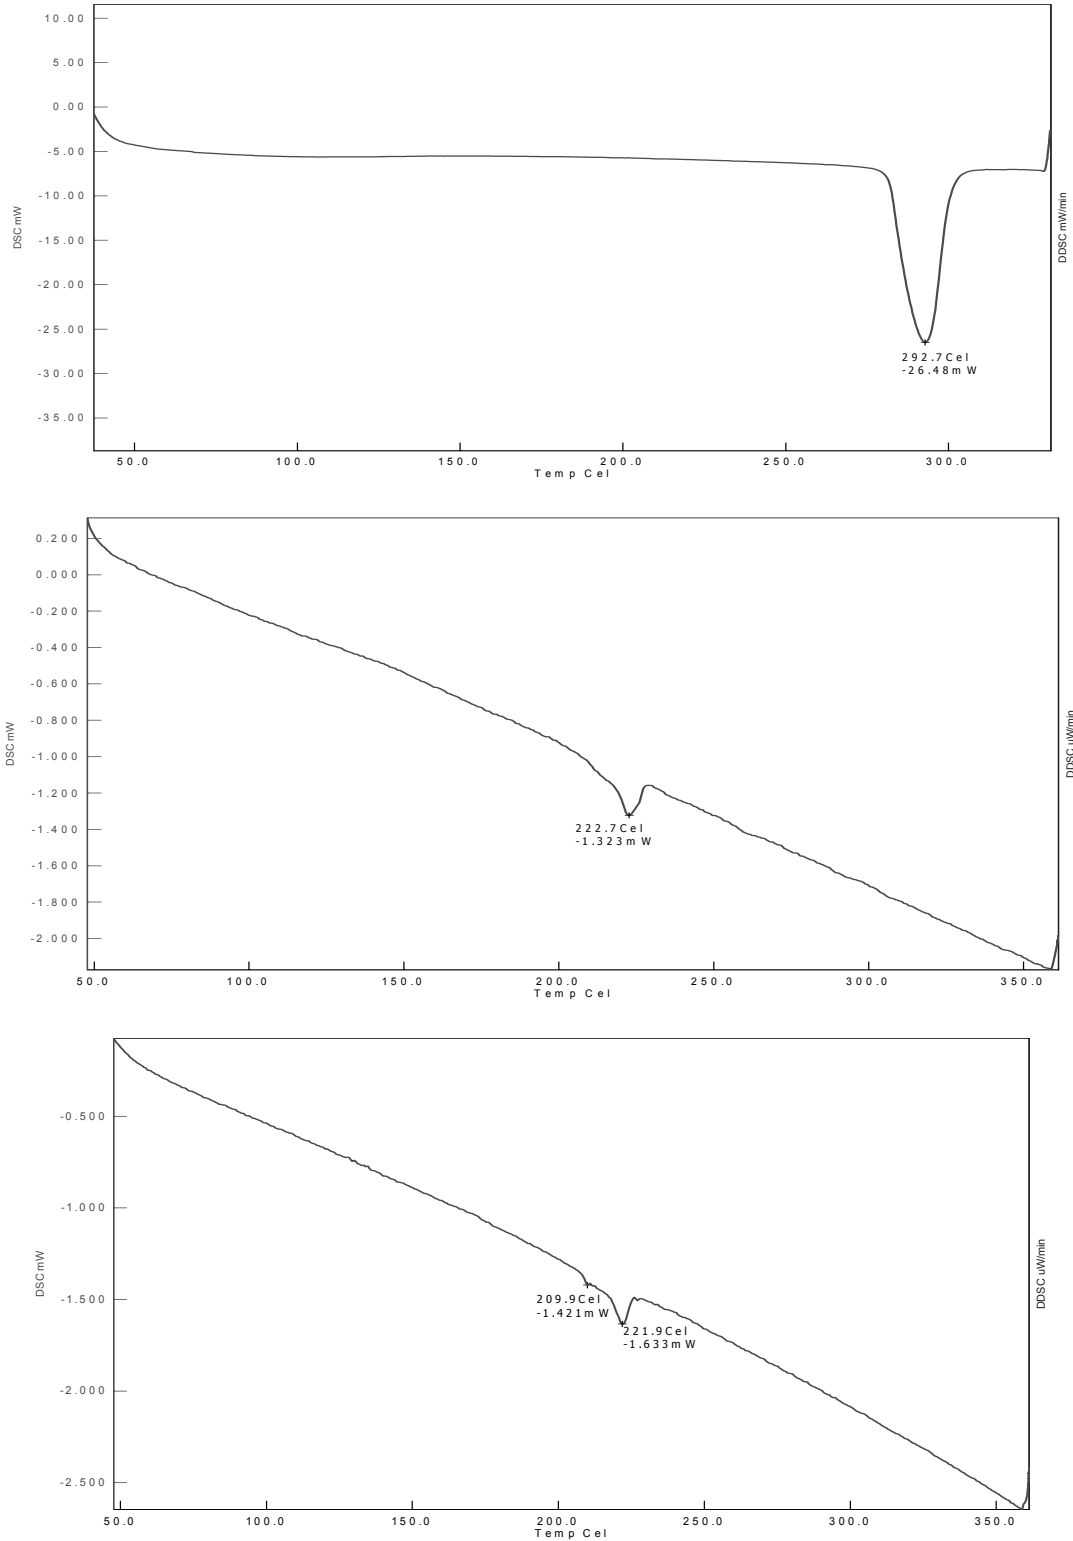 10.00
5.00
0.00
-5.00
-10.00
-15.00
-20.00
-25.00
-30.00
-35.00
DSC mW
DDSC mW/min
292.7Cel
-26.48mW
50.0 100.0 150.0 200.0 250.0 300.0
Temp Cel
0.200
0.000
-0.200
-0.400
-0.600
-0.800
-1.000
-1.200
-1.400
-1.600
-1.800
-2.000
DSC mW
DDSC uW/min
222.7Cel
-1.323mW
50.0 100.0 150.0 200.0 250.0 300.0 350.0
Temp Cel
-0.500
-1.000
-1.500
-2.000
-2.500
DSC mW
DDSC uW/min
209.9Cel
-1.421mW
221.9Cel
-1.633mW
50.0 100.0 150.0 200.0 250.0 300.0 350.0
Temp Cel